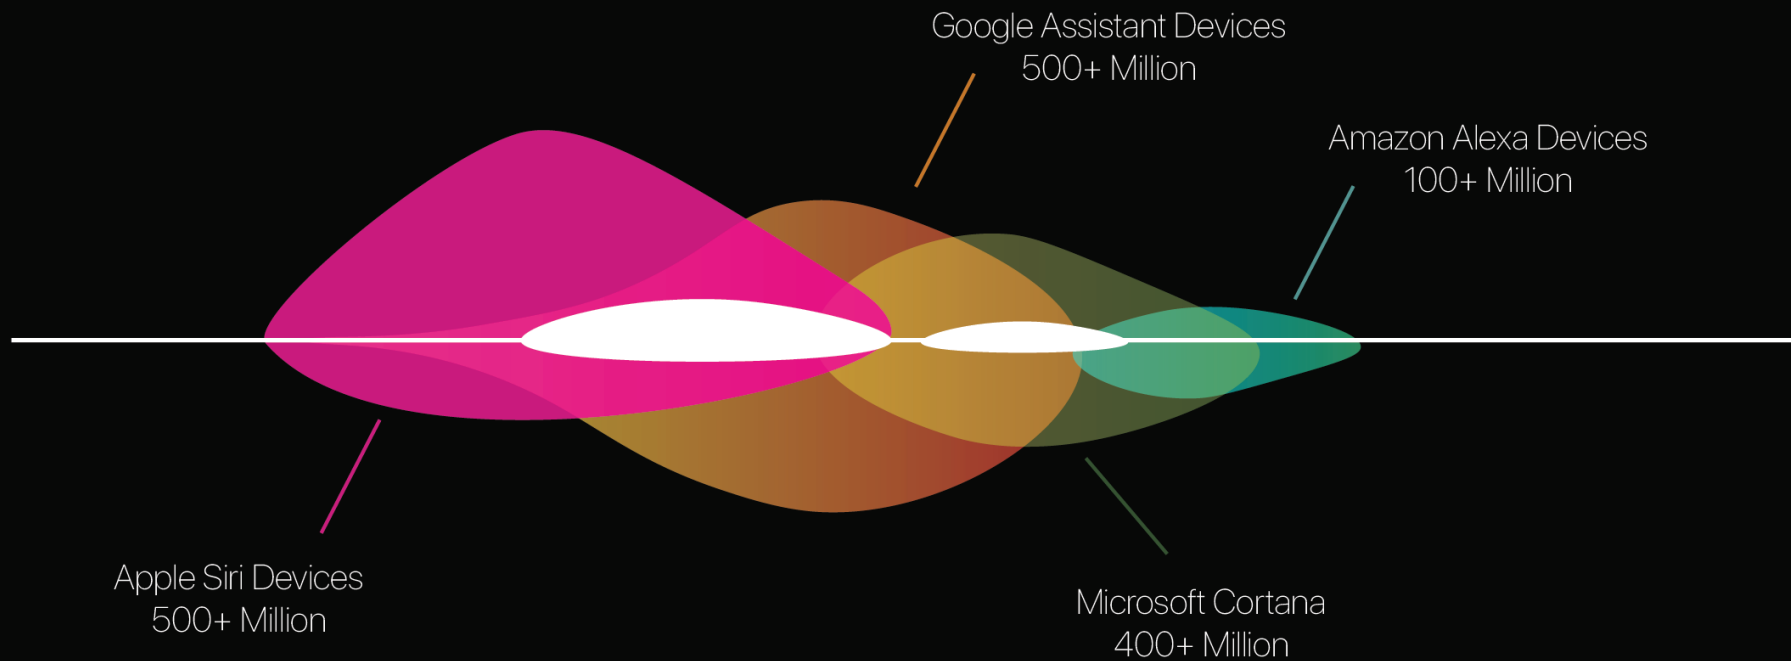 Google Assistant Devices
500+ Million
Amazon Alexa Devices
100+ Million
Apple Siri Devices
500+ Million
Microsoft Cortana
400+ Million